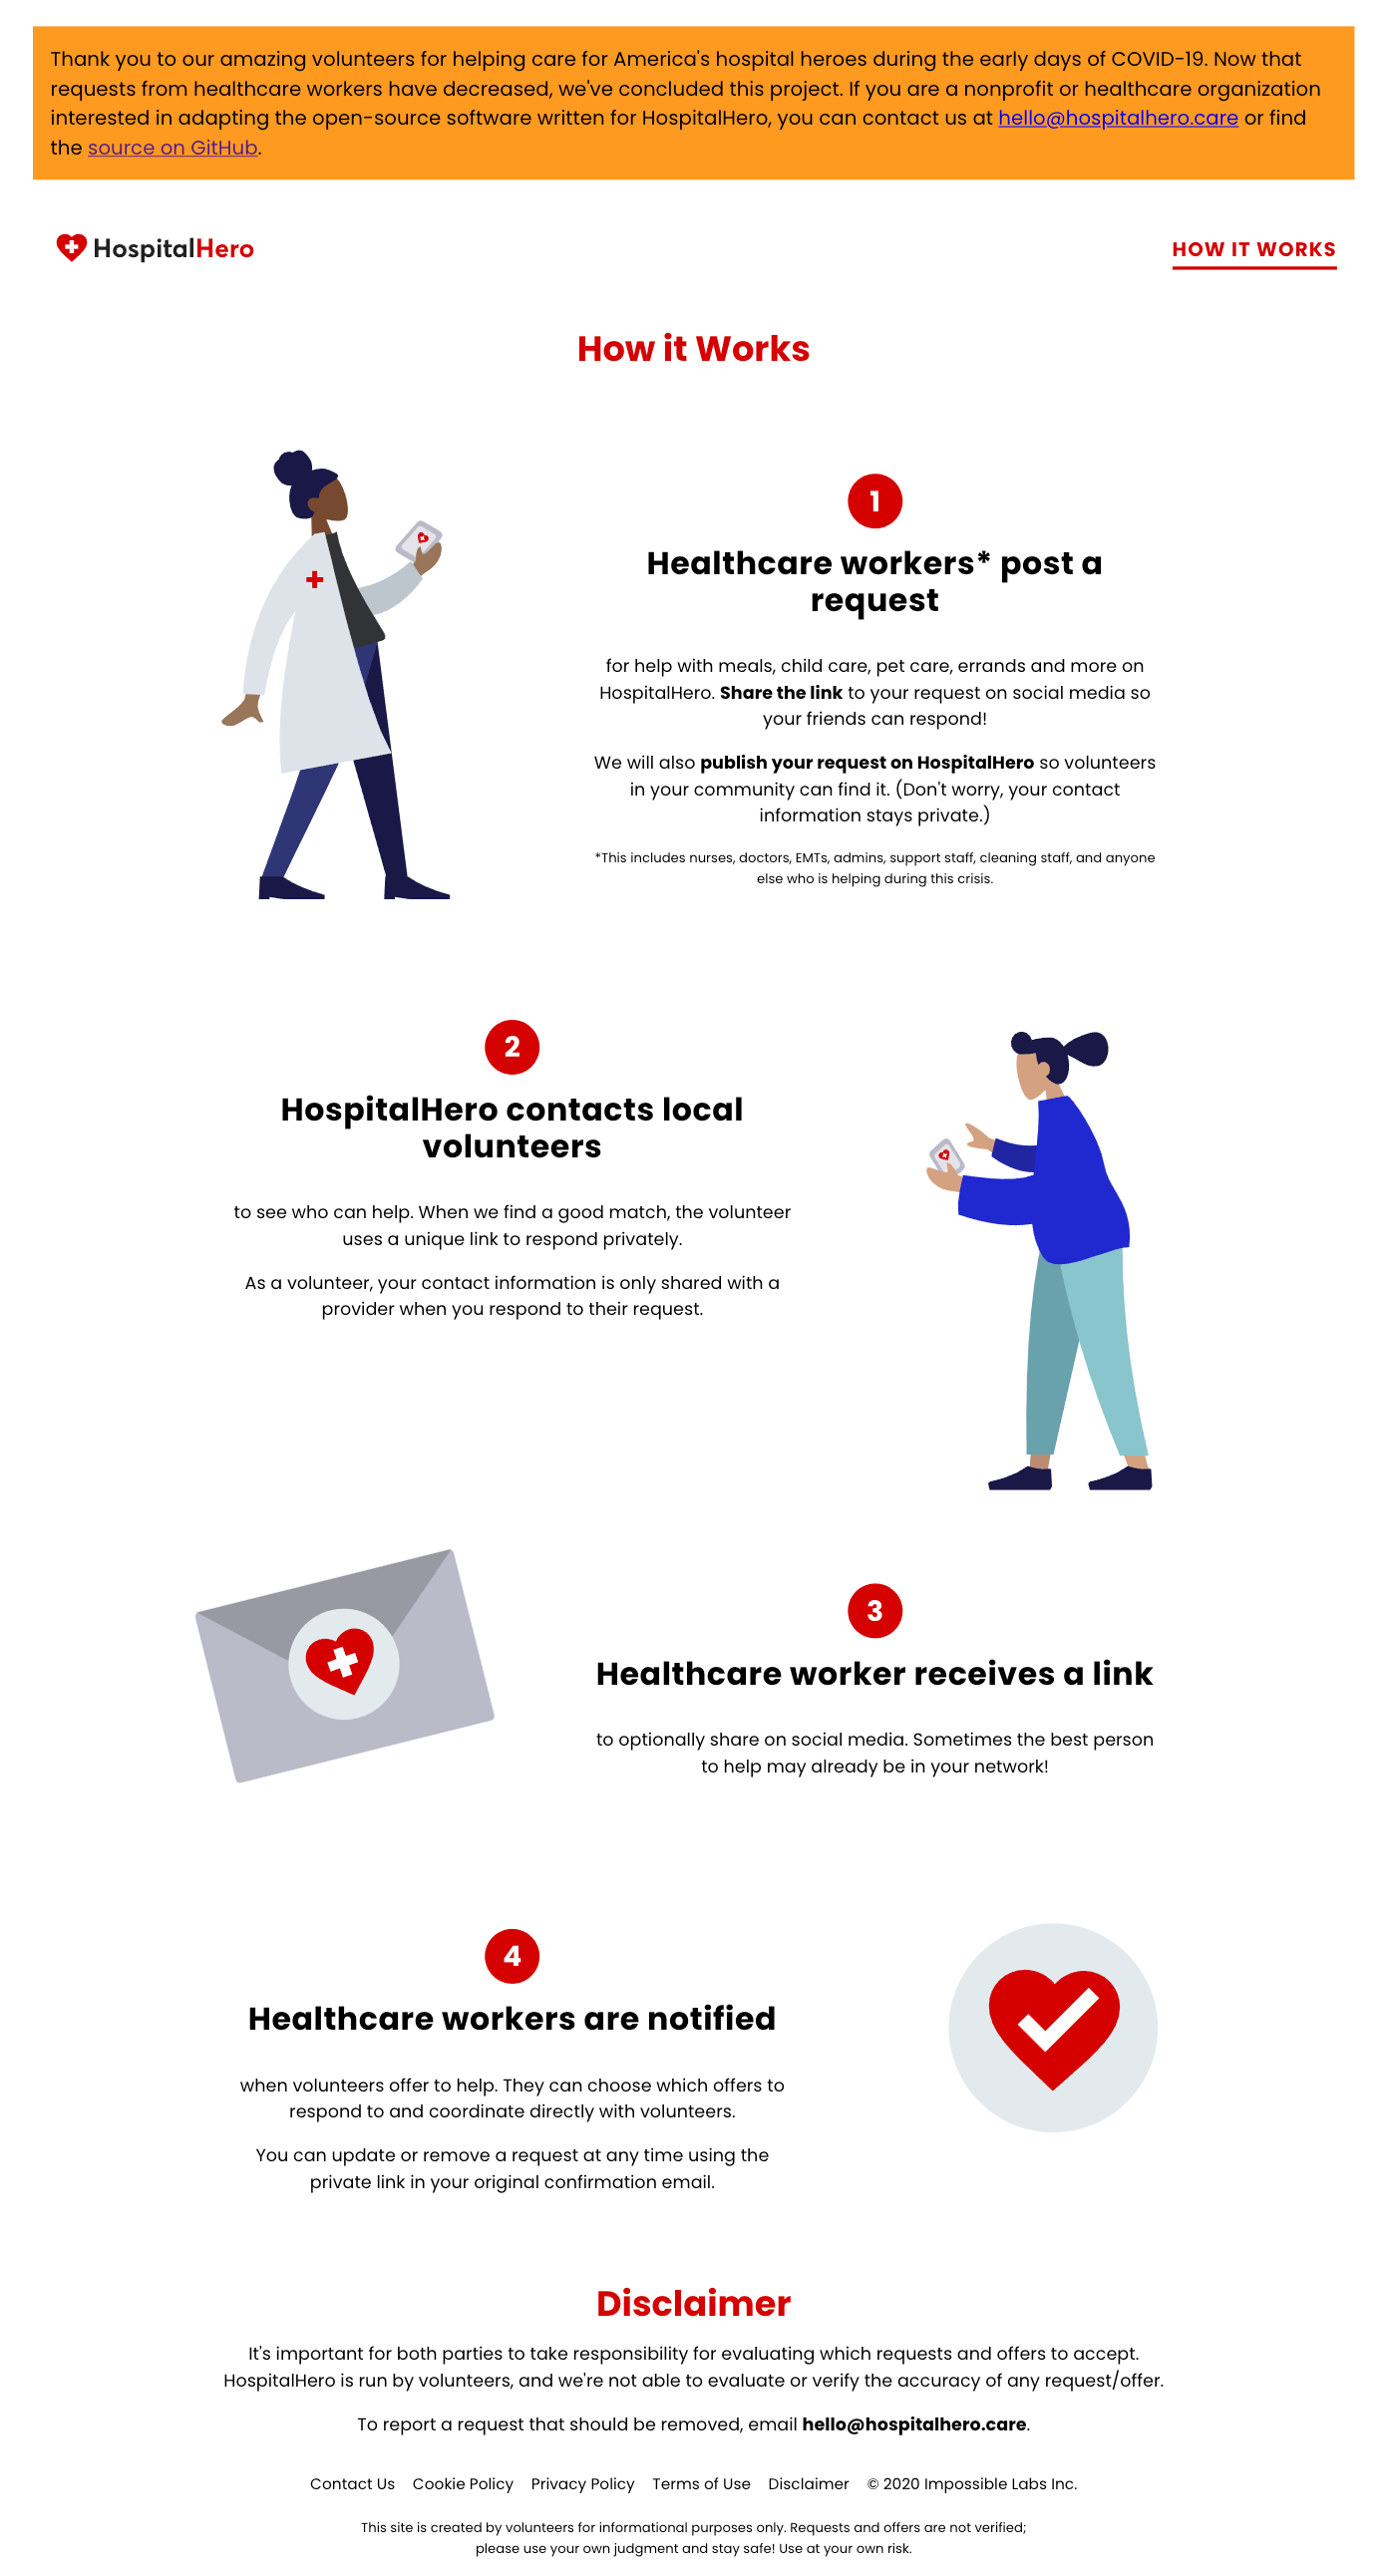 Thank you to our amazing volunteers for helping care for America's hospital heroes during the early days of COVID-19. Now that
requests from healthcare workers have decreased, we've concluded this project. If you are a nonprofit or healthcare organization
interested in adapting the open-source software written for HospitalHero, you can contact us at hello@hospitalhero.care or find
the source on GitHub.
HospitalHero
HOW IT WORKS
How it Works
1
Healthcare workers* post a
request
for help with meals, child care, pet care, errands and more on
HospitalHero. Share the link to your request on social media so
your friends can respond!
We will also publish your request on HospitalHero so volunteers
in your community can find it. (Don't worry, your contact
information stays private.)
*This includes nurses, doctors, EMTs, admins, support staff, cleaning staff, and anyone
else who is helping during this crisis.
2
HospitalHero contacts local
volunteers
to see who can help. When we find a good match, the volunteer
uses a unique link to respond privately.
As a volunteer, your contact information is only shared with a
provider when you respond to their request.
3
Healthcare worker receives a link
to optionally share on social media. Sometimes the best person
to help may already be in your network!
4
Healthcare workers are notified
when volunteers offer to help. They can choose which offers to
respond to and coordinate directly with volunteers.
You can update or remove a request at any time using the
private link in your original confirmation email.
Disclaimer
It's important for both parties to take responsibility for evaluating which requests and offers to accept.
HospitalHero is run by volunteers, and we're not able to evaluate or verify the accuracy of any request/offer.
To report a request that should be removed, email hello@hospitalhero.care.
Contact Us Cookie Policy Privacy Policy Terms of Use Disclaimer © 2020 Impossible Labs Inc.
This site is created by volunteers for informational purposes only. Requests and offers are not verified;
please use your own judgment and stay safe! Use at your own risk.